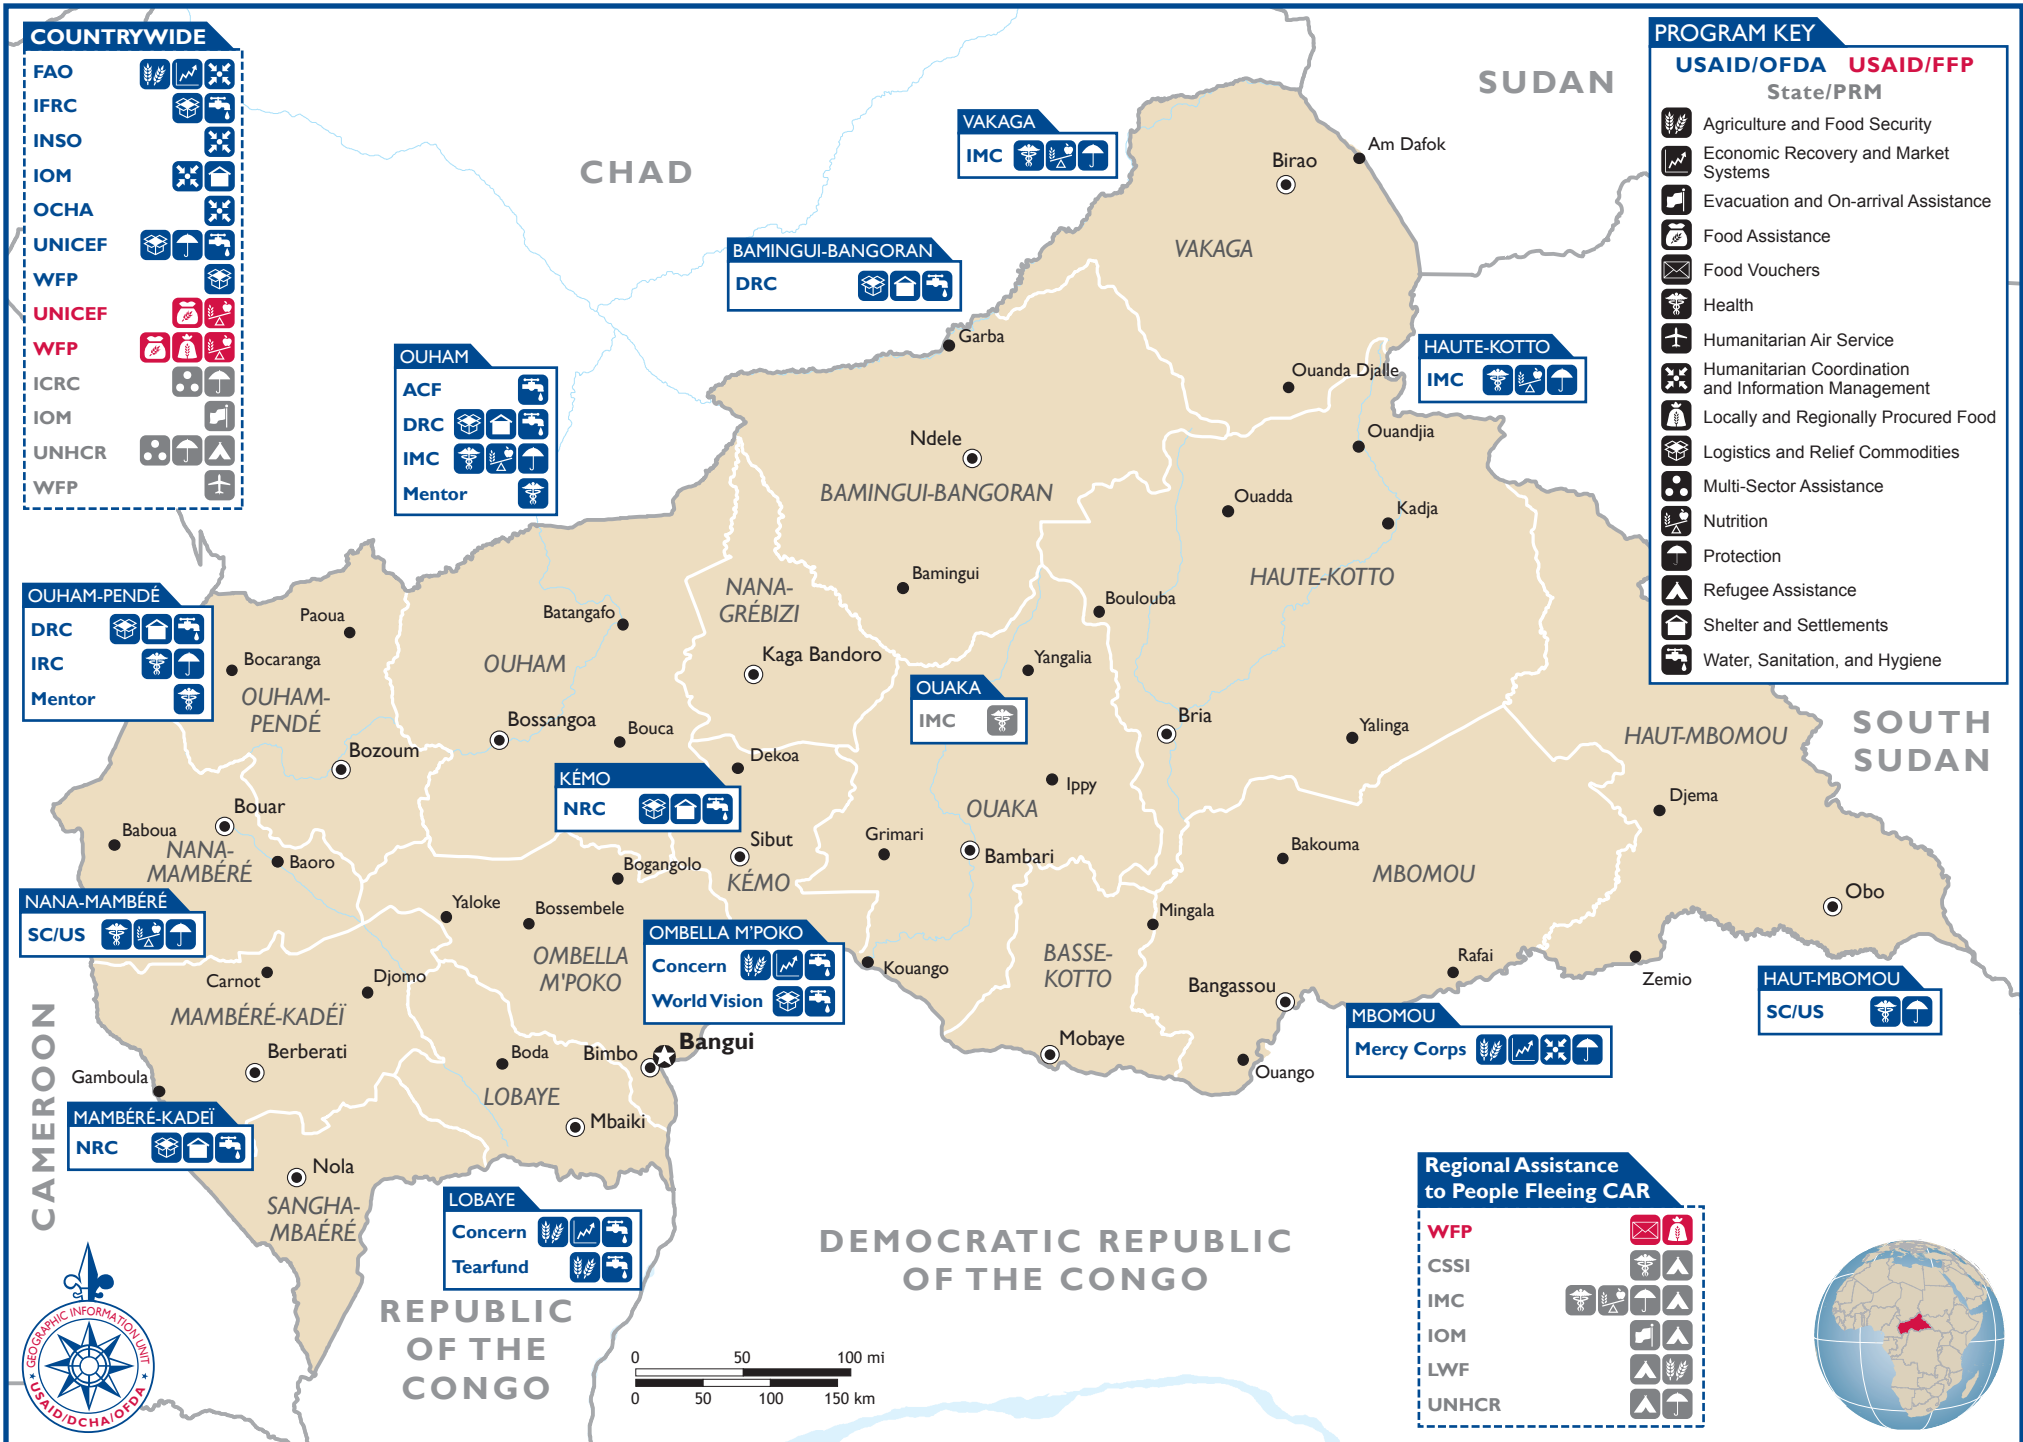 COUNTRYWIDE
FAO
IFRC
INSO
IOM
OCHA
UNICEF
WFP
UNICEF
WFP
ICRC
IOM
UNHCR
WFP
PROGRAM KEY
USAID/OFDA USAID/FFP
State/PRM
Agriculture and Food Security
Economic Recovery and Market
Systems
Evacuation and On-arrival Assistance
Food Assistance
Food Vouchers
Health
Humanitarian Air Service
Humanitarian Coordination
and Information Management
Locally and Regionally Procured Food
Logistics and Relief Commodities
Multi-Sector Assistance
Nutrition
Protection
Refugee Assistance
Shelter and Settlements
Water, Sanitation, and Hygiene
SUDAN
CHAD
VAKAGA
IMC
Am Dafok
Birao
VAKAGA
BAMINGUI-BANGORAN
DRC
Garba
Ouanda Djalle
HAUTE-KOTTO
IMC
OUHAM
ACF
DRC
IMC
Mentor
Ndele
BAMINGUI-BANGORAN
Ouandjia
Ouadda
Kadja
HAUTE-KOTTO
Bamingui
NANA-
GRÉBIZI
Boulouba
OUHAM-PENDÉ
DRC
IRC
Mentor
Paoua
Bocaranga
OUHAM-
PENDÉ
Batangafo
OUHAM
Kaga Bandoro
Yangalia
OUAKA
IMC
Bossangoa
Bouca
Bria
Yalinga
HAUT-MBOMOU
SOUTH
SUDAN
Bozoum
Dekoa
KÉMO
NRC
Ippy
OUAKA
Djema
Bouar
Baboua
NANA-
MAMBÉRÉ
Baoro
Sibut
KÉMO
Grimari
Bambari
Bakouma
MBOMOU
Bogangolo
Obo
NANA-MAMBÉRÉ
SC/US
Yaloke
Bossembele
OMBELLA
M'POKO
OMBELLA M'POKO
Concern
World Vision
Mingala
BASSE-
KOTTO
Kouango
Rafai
Zemio
HAUT-MBOMOU
SC/US
Carnot
Djomo
MAMBÉRÉ-KADÉÏ
Bangassou
MBOMOU
Mercy Corps
CAMEROON
Berberati
Boda
Bimbo
Bangui
Mobaye
Ouango
Gamboula
LOBAYE
Mbaiki
MAMBÉRÉ-KADEÏ
NRC
Nola
SANGHA-
MBAÉRÉ
LOBAYE
Concern
Tearfund
DEMOCRATIC REPUBLIC
OF THE CONGO
REPUBLIC
OF THE
CONGO
Regional Assistance
to People Fleeing CAR
WFP
CSSI
IMC
IOM
LWF
UNHCR
0 50 100 mi
0 50 100 150 km
GEOGRAPHIC INFORMATION UNIT
USAID/DCHA/OFDA